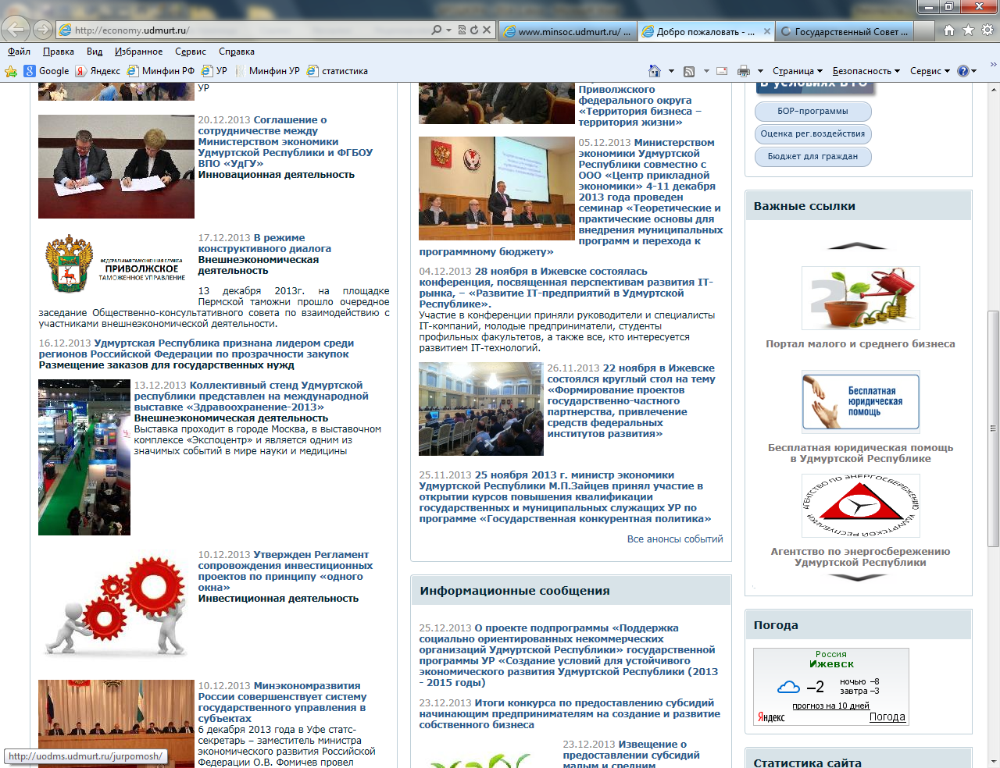 http://economy.udmurt.ru/
www.minsoc.udmurt.ru/ ...
Добро пожаловать - ...
Государственный Совет ...
Файл Правка Вид Избранное Сервис Справка
Google Яндекс Минфин РФ УР Минфин УР статистика
Страница Безопасность Сервис
УР
20.12.2013 Соглашение о
сотрудничестве между
Министерством экономики
Удмуртской Республики и ФГБОУ
ВПО «УдГУ»
Инновационная деятельность
ФЕДЕРАЛЬНАЯ ТАМОЖЕННАЯ СЛУЖБА
ПРИВОЛЖСКОЕ
ТАМОЖЕННОЕ УПРАВЛЕНИЕ
17.12.2013 В режиме
конструктивного диалога
Внешнеэкономическая
деятельность
13 декабря 2013г. на площадке
Пермской таможни прошло очередное
заседание Общественно-консультативного совета по взаимодействию с
участниками внешнеэкономической деятельности.
16.12.2013 Удмуртская Республика признана лидером среди
регионов Российской Федерации по прозрачности закупок
Размещение заказов для государственных нужд
13.12.2013 Коллективный стенд Удмуртской
республики представлен на международной
выставке «Здравоохранение-2013»
Внешнеэкономическая деятельность
Выставка проходит в городе Москва, в выставочном
комплексе «Экспоцентр» и является одним из
значимых событий в мире науки и медицины
10.12.2013 Утвержден Регламент
сопровождения инвестиционных
проектов по принципу «одного
окна»
Инвестиционная деятельность
10.12.2013 Минэкономразвития
России совершенствует систему
государственного управления в
субъектах
6 декабря 2013 года в Уфе статс-
секретарь – заместитель министра
экономического развития Российской
Федерации О.В. Фомичев провел
http://uodms.udmurt.ru/jurpomosh/
Приволжского
федерального округа
«Территория бизнеса –
территория жизни»
05.12.2013 Министерством
экономики Удмуртской
Республики совместно с
ООО «Центр прикладной
экономики» 4-11 декабря
2013 года проведен
семинар «Теоретические и
практические основы для
внедрения муниципальных
программ и перехода к
программному бюджету»
04.12.2013 28 ноября в Ижевске состоялась
конференция, посвященная перспективам развития IT-
рынка, – «Развитие IT-предприятий в Удмуртской
Республике».
Участие в конференции приняли руководители и специалисты
IT-компаний, молодые предприниматели, студенты
профильных факультетов, а также все, кто интересуется
развитием IT-технологий.
26.11.2013 22 ноября в Ижевске
состоялся круглый стол на тему
«Формирование проектов
государственно-частного
партнерства, привлечение
средств федеральных
институтов развития»
25.11.2013 25 ноября 2013 г. министр экономики
Удмуртской Республики М.П.Зайцев принял участие в
открытии курсов повышения квалификации
государственных и муниципальных служащих УР по
программе «Государственная конкурентная политика»
Все анонсы событий
Информационные сообщения
25.12.2013 О проекте подпрограммы «Поддержка
социально ориентированных некоммерческих
организаций Удмуртской Республики» государственной
программы УР «Создание условий для устойчивого
экономического развития Удмуртской Республики (2013
- 2015 годы)
23.12.2013 Итоги конкурса по предоставлению субсидий
начинающим предпринимателям на создание и развитие
собственного бизнеса
23.12.2013 Извещение о
предоставлении субсидий
малым и средним
В условиях ВТО
БОР-программы
Оценка рег.воздействия
Бюджет для граждан
Важные ссылки
Портал малого и среднего бизнеса
Бесплатная
юридическая
помощь
Бесплатная юридическая помощь
в Удмуртской Республике
АГЕНТСТВО ПО ЭНЕРГОСБЕРЕЖЕНИЮ
УДМУРТСКОЙ РЕСПУБЛИКИ
Агентство по энергосбережению
Удмуртской Республики
Погода
Россия
Ижевск
−2
ночью −8
завтра −3
прогноз на 10 дней
Яндекс Погода
Статистика сайта